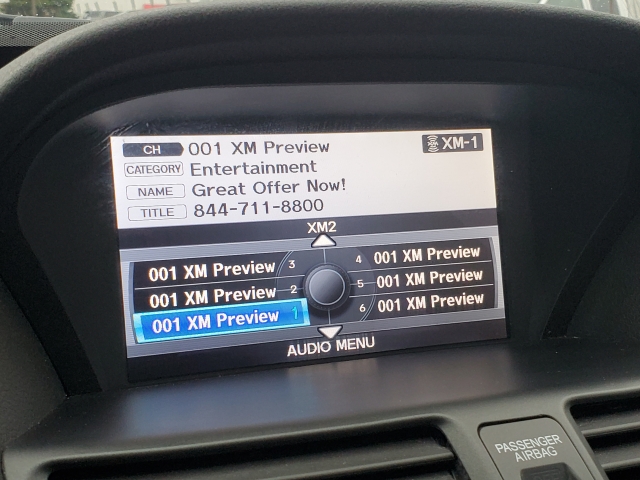 CH 001 XM Preview XM-1
CATEGORY Entertainment
NAME Great Offer Now!
TITLE 844-711-8800
XM2
001 XM Preview 3 4 001 XM Preview
001 XM Preview 2 5 001 XM Preview
001 XM Preview 1 6 001 XM Preview
AUDIO MENU
PASSENGER
AIRBAG